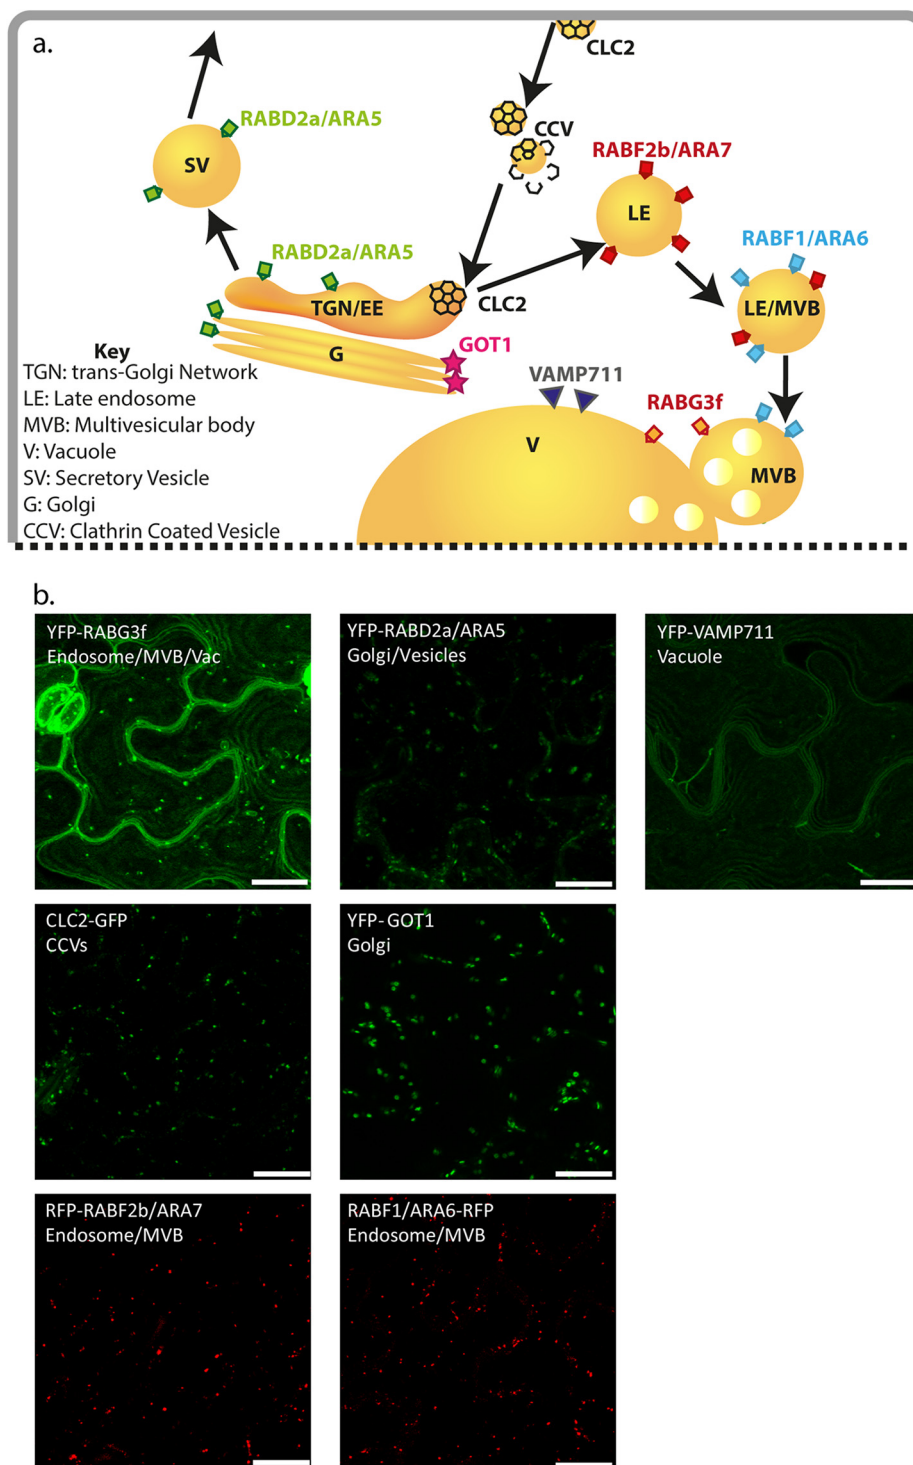 a.
CLC2
RABD2a/ARA5
CCV
RABF2b/ARA7
SV
LE
RABF1/ARA6
RABD2a/ARA5
TGN/EE
CLC2
LE/MVB
GOT1
G
VAMP711
RABG3f
V
MVB
Key
TGN: trans-Golgi Network
LE: Late endosome
MVB: Multivesicular body
V: Vacuole
SV: Secretory Vesicle
G: Golgi
CCV: Clathrin Coated Vesicle
b.
YFP-RABG3f
Endosome/MVB/Vac
YFP-RABD2a/ARA5
Golgi/Vesicles
YFP-VAMP711
Vacuole
CLC2-GFP
CCVs
YFP-GOT1
Golgi
RFP-RABF2b/ARA7
Endosome/MVB
RABF1/ARA6-RFP
Endosome/MVB